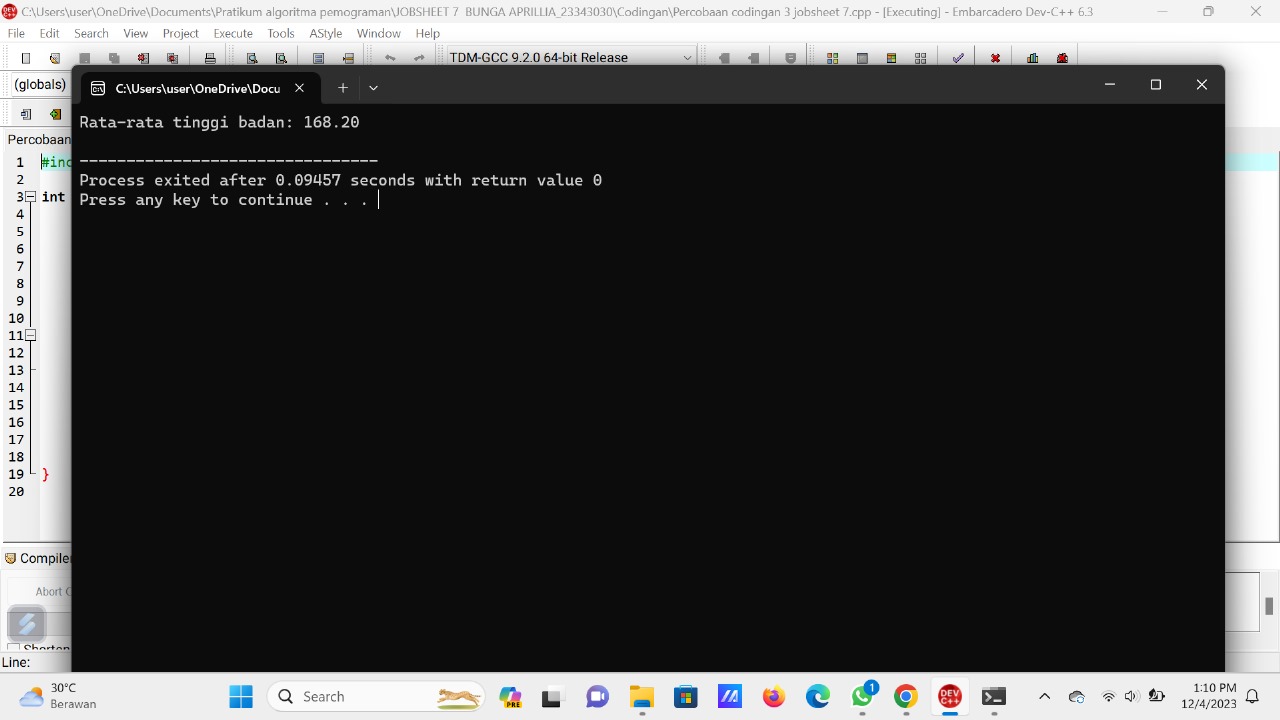 C:\Users\user\OneDrive\Documents\Pratikum algoritma pemograman\JOBSHEET 7 BUNGA APRILLIA_23343030\Codingan\Percobaan codingan 3 jobsheet 7.cpp - [Executing] - Embarcadero Dev-C++ 6.3
File Edit Search View Project Execute Tools AStyle Window Help
TDM-GCC 9.2.0 64-bit Release
(globals)
C:\Users\user\OneDrive\Docu
Rata-rata tinggi badan: 168.20
--------------------------------
Process exited after 0.09457 seconds with return value 0
Press any key to continue . . .
Percobaan
1 #inc
2
3 int
4
5
6
7
8
9
10
11
12
13
14
15
16
17
18
19 }
20
Compiler
Abort C
Shorten
Line:
30°C
Berawan
Search
PRE
1
DEV C++
1:10 PM
12/4/2023